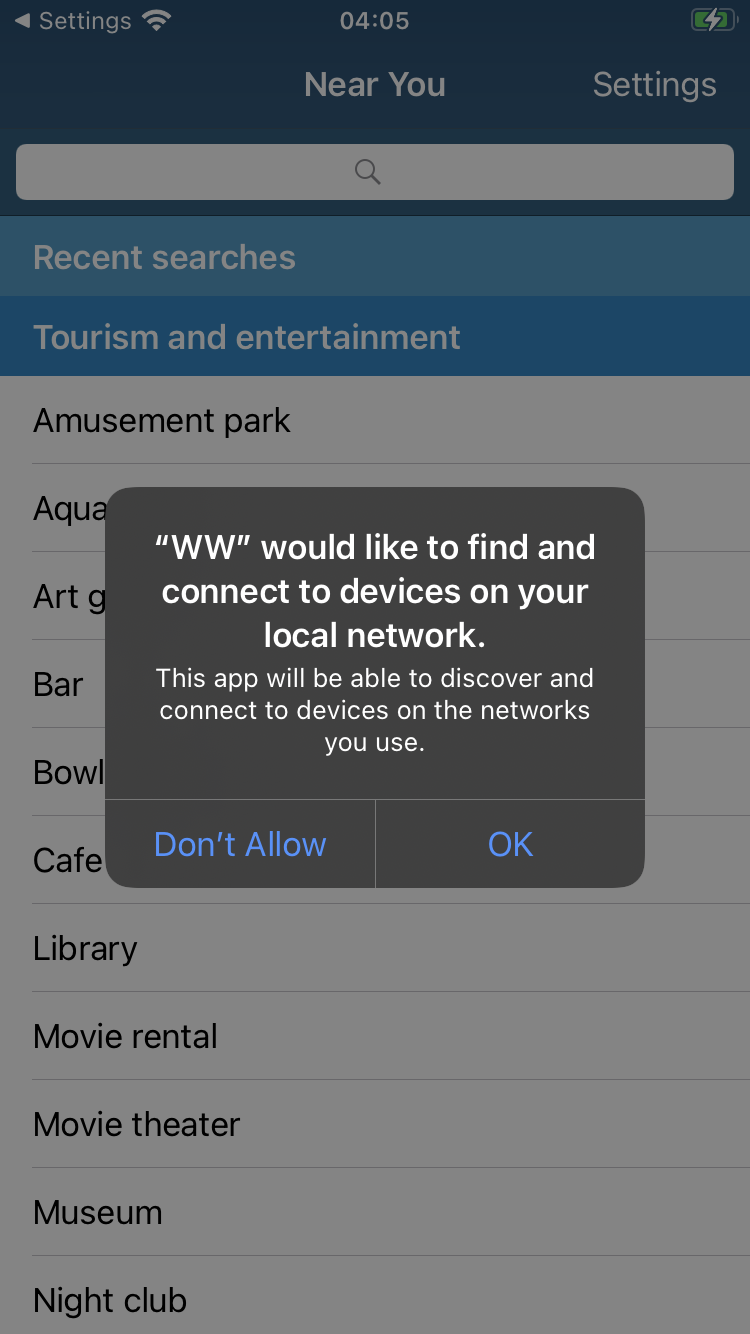 Settings
04:05
Near You
Settings
Recent searches
Tourism and entertainment
Amusement park
Aqua
Art g
Bar
Bowl
Cafe
“WW” would like to find and
connect to devices on your
local network.
This app will be able to discover and
connect to devices on the networks
you use.
Don’t Allow
OK
Library
Movie rental
Movie theater
Museum
Night club